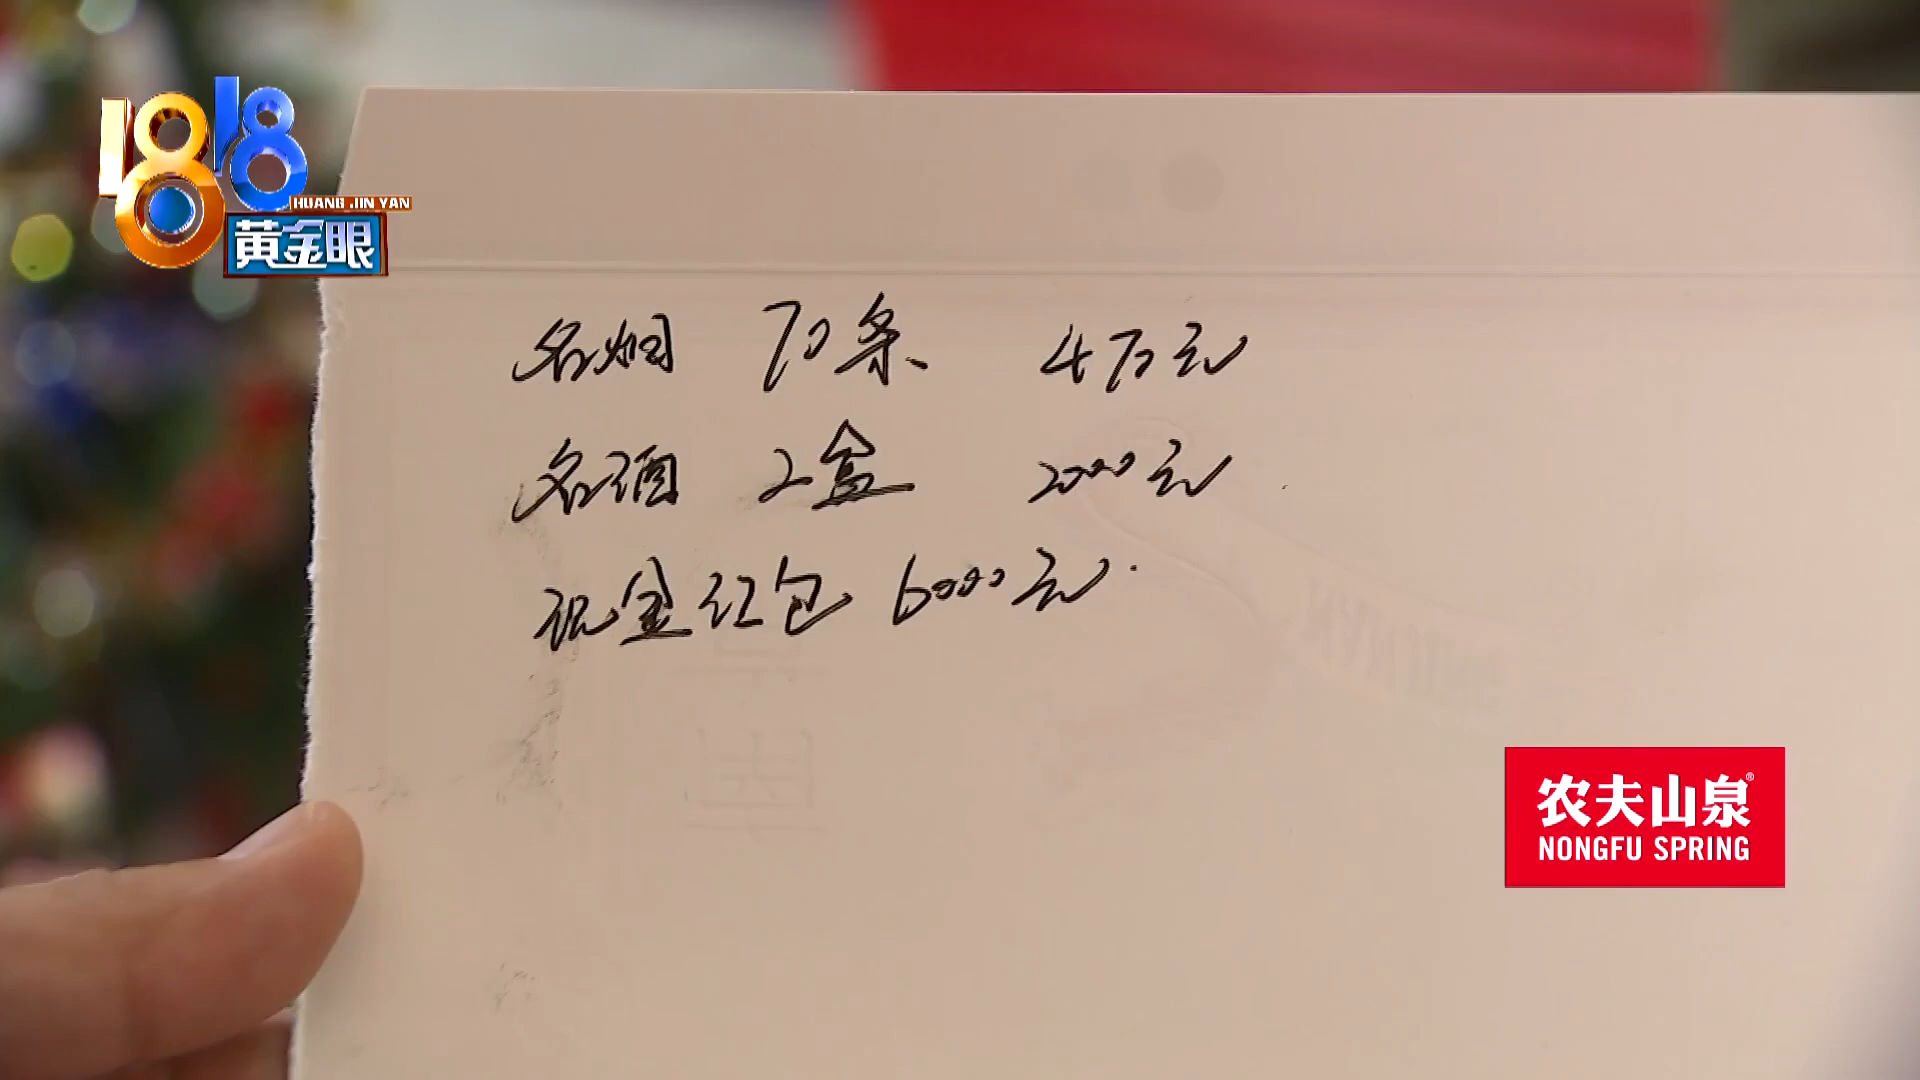 1818
HUANG JIN YAN
黄金眼
名烟 70条 4万元
名酒 2盒 2000元
现金红包 6000元
农夫山泉®
NONGFU SPRING